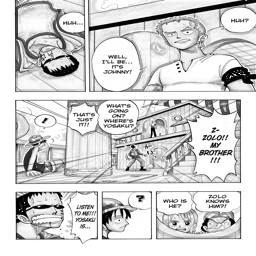 HUH?
WELL,
I'LL BE...
IT'S
JOHNNY!
HUH...
Z-
ZOLO!!
MY
BROTHER
!!!
WHAT'S
GOING
ON?
WHERE'S
YOSAKU?
THAT'S
JUST
IT!!
!
LISTEN
TO ME!!!
YOSAKU
IS...
?
ZOLO
KNOWS
HIM?!
WHO IS
HE?